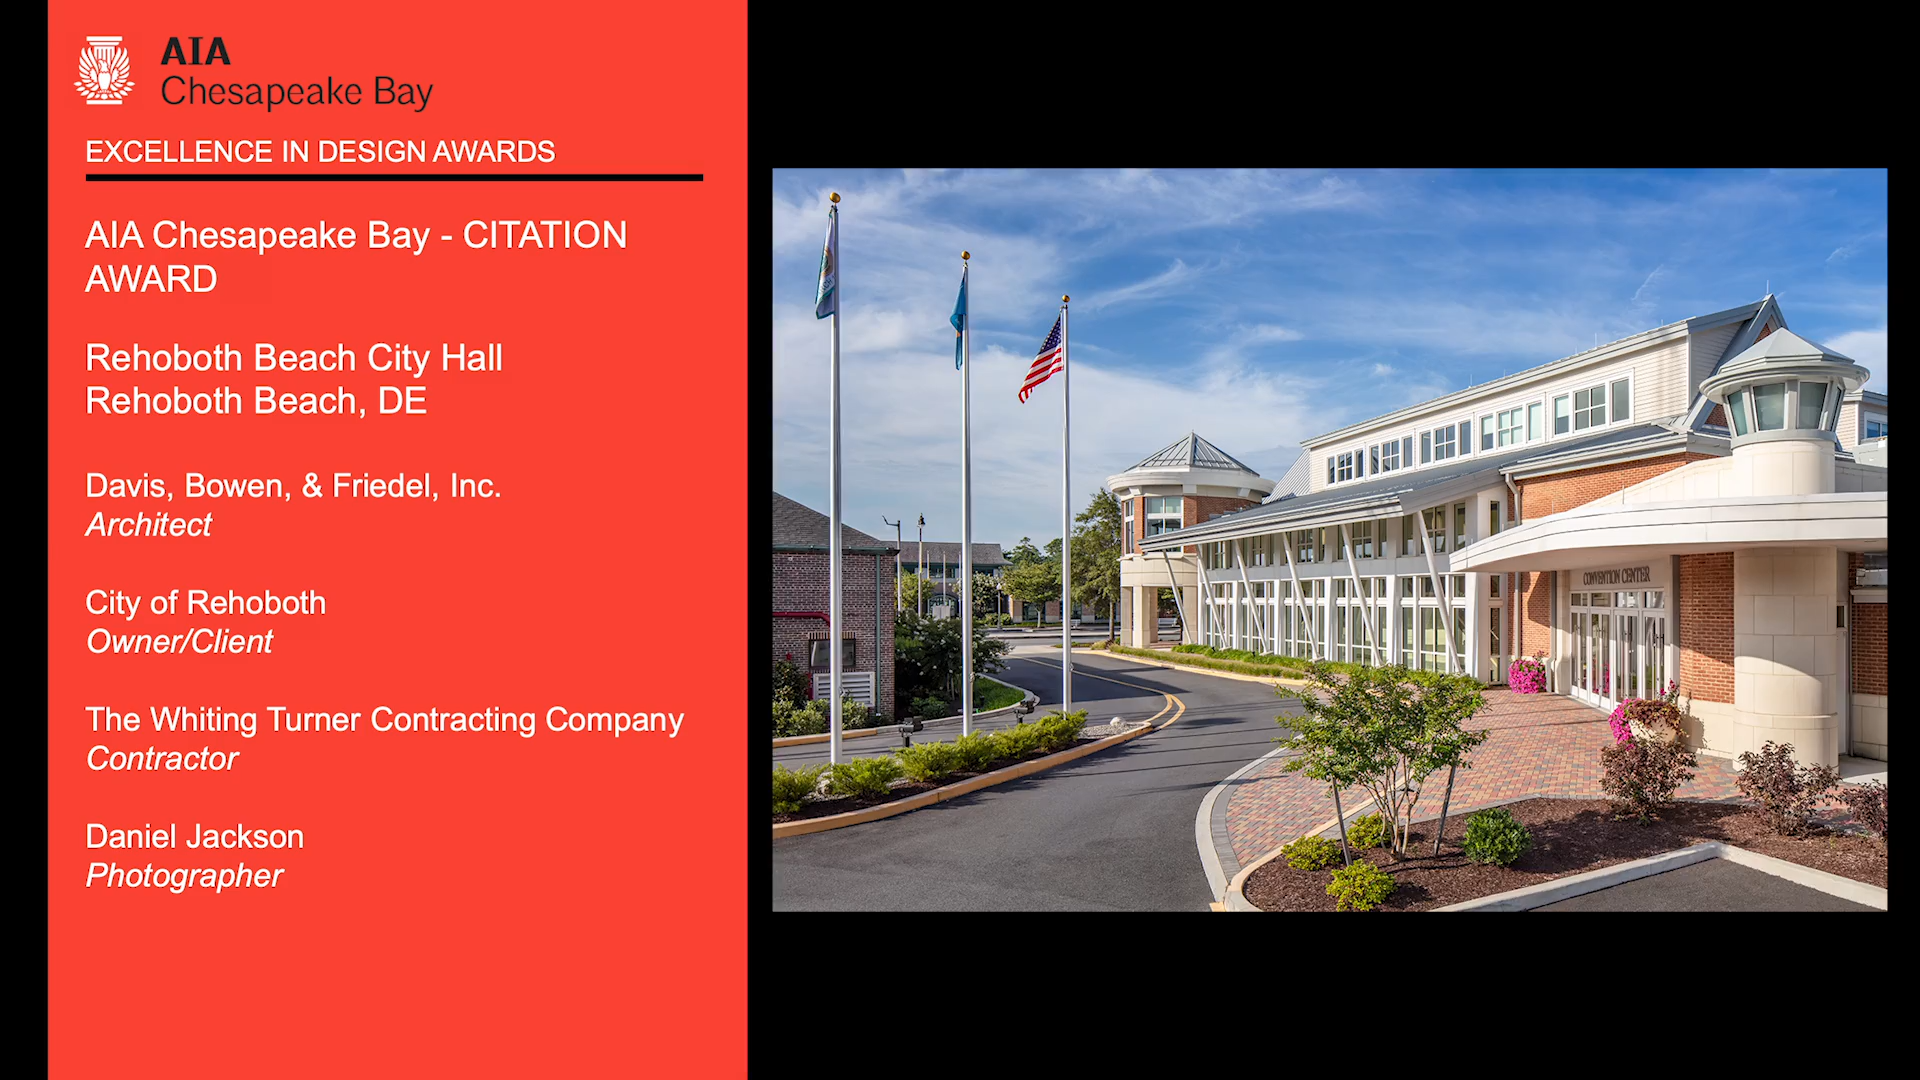 AIA
Chesapeake Bay
EXCELLENCE IN DESIGN AWARDS
AIA Chesapeake Bay - CITATION
AWARD
Rehoboth Beach City Hall
Rehoboth Beach, DE
Davis, Bowen, & Friedel, Inc.
Architect
City of Rehoboth
Owner/Client
The Whiting Turner Contracting Company
Contractor
Daniel Jackson
Photographer
CONVENTION CENTER